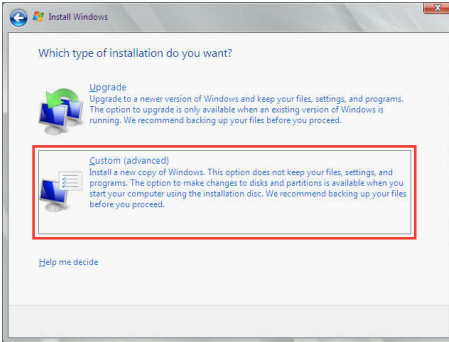 Install Windows
Which type of installation do you want?
Upgrade
Upgrade to a newer version of Windows and keep your files, settings, and programs.
The option to upgrade is only available when an existing version of Windows is
running. We recommend backing up your files before you proceed.
Custom (advanced)
Install a new copy of Windows. This option does not keep your files, settings, and
programs. The option to make changes to disks and partitions is available when you
start your computer using the installation disc. We recommend backing up your files
before you proceed.
Help me decide